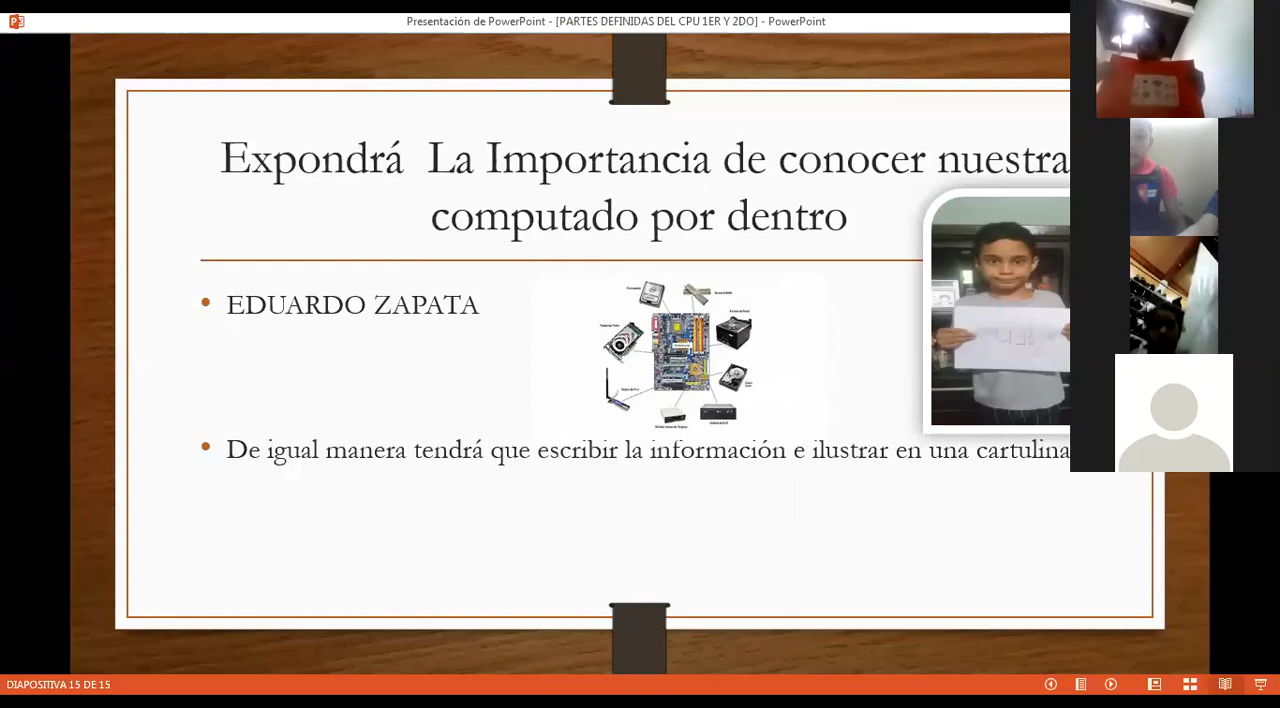 Presentación de PowerPoint - [PARTES DEFINIDAS DEL CPU 1ER Y 2DO] - PowerPoint
Expondrá La Importancia de conocer nuestra
computado por dentro
• EDUARDO ZAPATA
• De igual manera tendrá que escribir la información e ilustrar en una cartulina
DIAPOSITIVA 15 DE 15